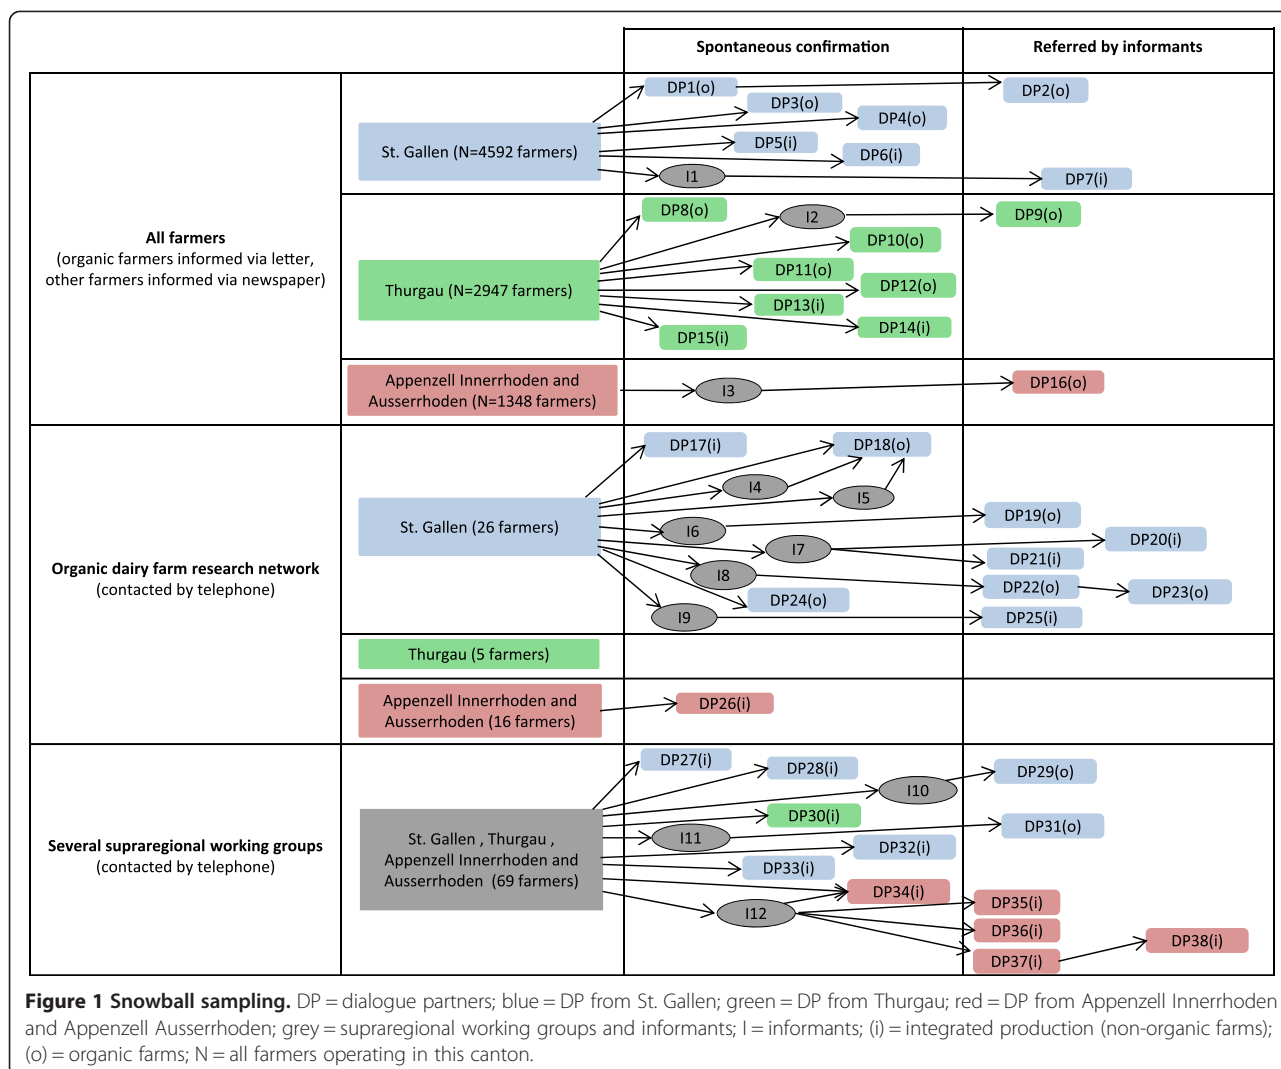 Spontaneous confirmation
Referred by informants
All farmers
(organic farmers informed via letter,
other farmers informed via newspaper)
St. Gallen (N=4592 farmers)
DP1(o)
DP2(o)
DP3(o)
DP4(o)
DP5(i)
DP6(i)
I1
DP7(i)
Thurgau (N=2947 farmers)
DP8(o)
I2
DP9(o)
DP10(o)
DP11(o)
DP12(o)
DP13(i)
DP14(i)
DP15(i)
Appenzell Innerrhoden and
Ausserrhoden (N=1348 farmers)
I3
DP16(o)
Organic dairy farm research network
(contacted by telephone)
St. Gallen (26 farmers)
DP17(i)
DP18(o)
I4
I5
I6
DP19(o)
I7
DP20(i)
DP21(i)
I8
DP22(o)
DP23(o)
DP24(o)
I9
DP25(i)
Thurgau (5 farmers)
Appenzell Innerrhoden and
Ausserrhoden (16 farmers)
DP26(i)
Several supraregional working groups
(contacted by telephone)
St. Gallen , Thurgau ,
Appenzell Innerrhoden and
Ausserrhoden (69 farmers)
DP27(i)
DP28(i)
I10
DP29(o)
DP30(i)
I11
DP31(o)
DP32(i)
DP33(i)
DP34(i)
I12
DP35(i)
DP36(i)
DP37(i)
DP38(i)
Figure 1 Snowball sampling. DP = dialogue partners; blue = DP from St. Gallen; green = DP from Thurgau; red = DP from Appenzell Innerrhoden
and Appenzell Ausserrhoden; grey = supraregional working groups and informants; I = informants; (i) = integrated production (non-organic farms);
(o) = organic farms; N = all farmers operating in this canton.